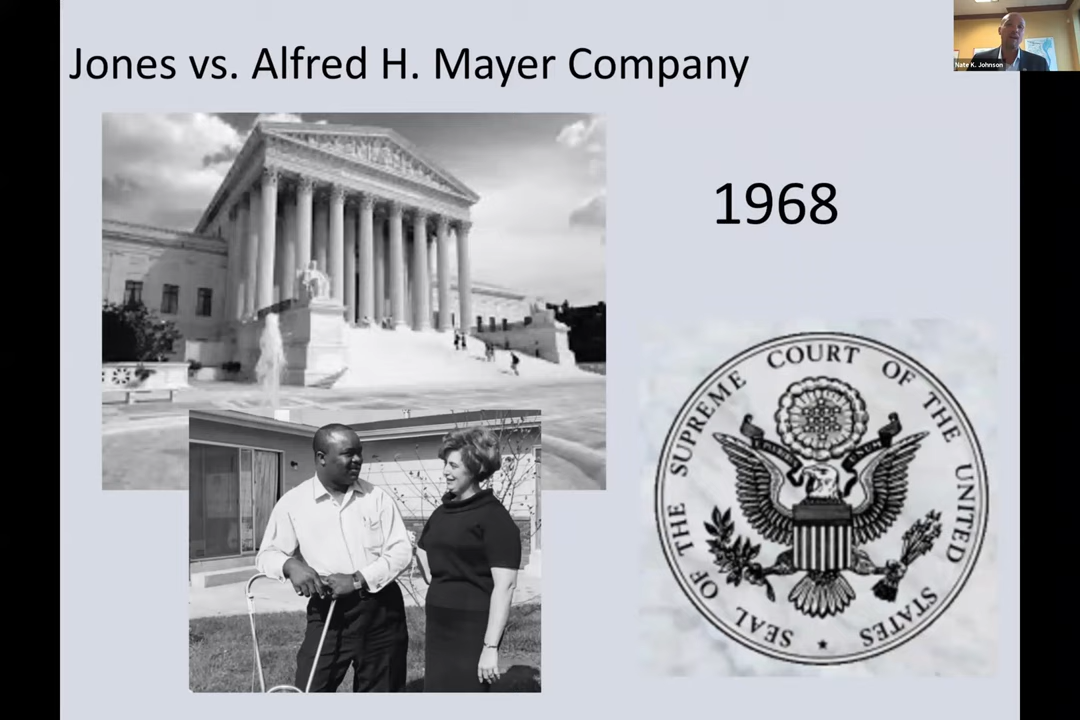 Jones vs. Alfred H. Mayer Company
Nate K. Johnson
1968
SEAL OF THE SUPREME COURT OF THE UNITED STATES